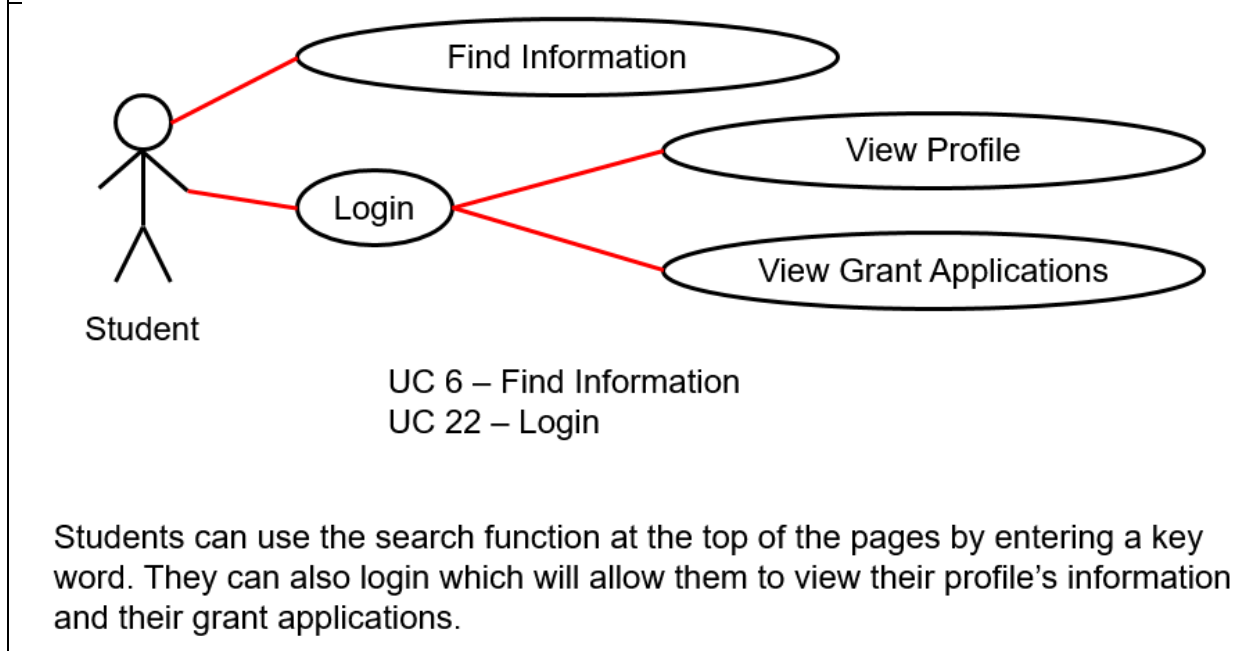 Find Information
View Profile
Login
View Grant Applications
Student
UC 6 – Find Information
UC 22 – Login
Students can use the search function at the top of the pages by entering a key
word. They can also login which will allow them to view their profile’s information
and their grant applications.